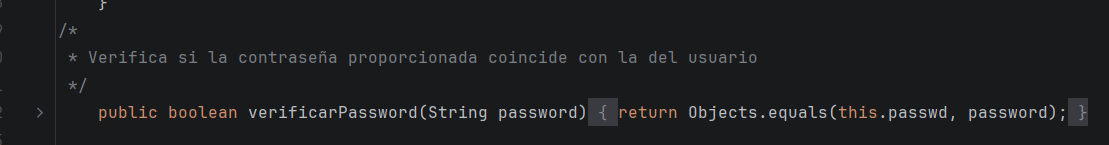 }
/*
* Verifica si la contraseña proporcionada coincide con la del usuario
*/
public boolean verificarPassword(String password) { return Objects.equals(this.passwd, password); }